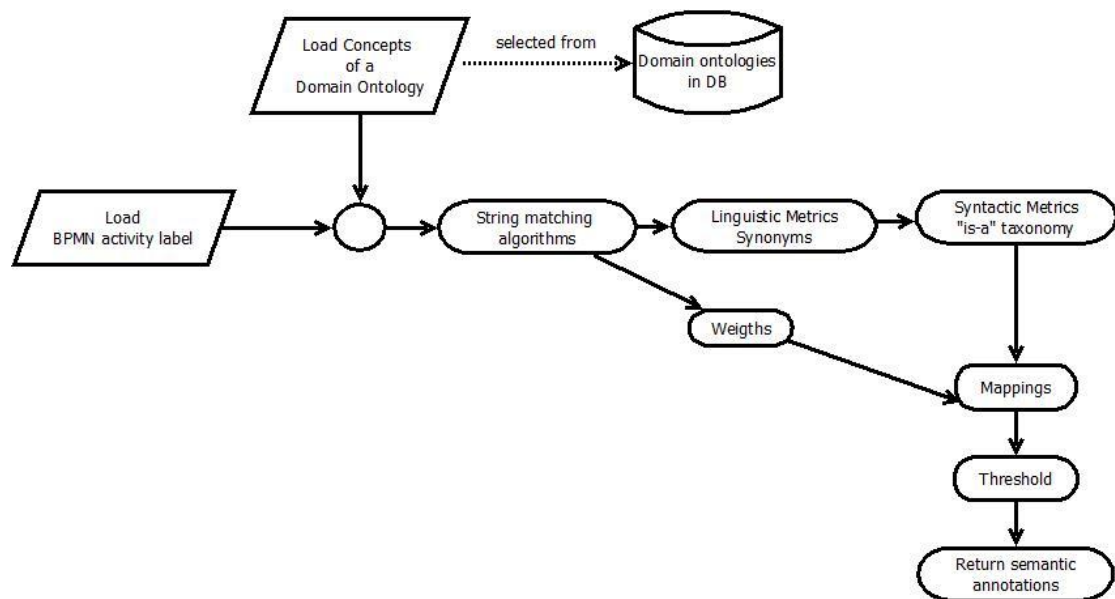 Load Concepts
of a
Domain Ontology
selected from
Domain ontologies
in DB
Load
BPMN activity label
String matching
algorithms
Linguistic Metrics
Synonyms
Syntactic Metrics
"is-a" taxonomy
Weigths
Mappings
Threshold
Return semantic
annotations